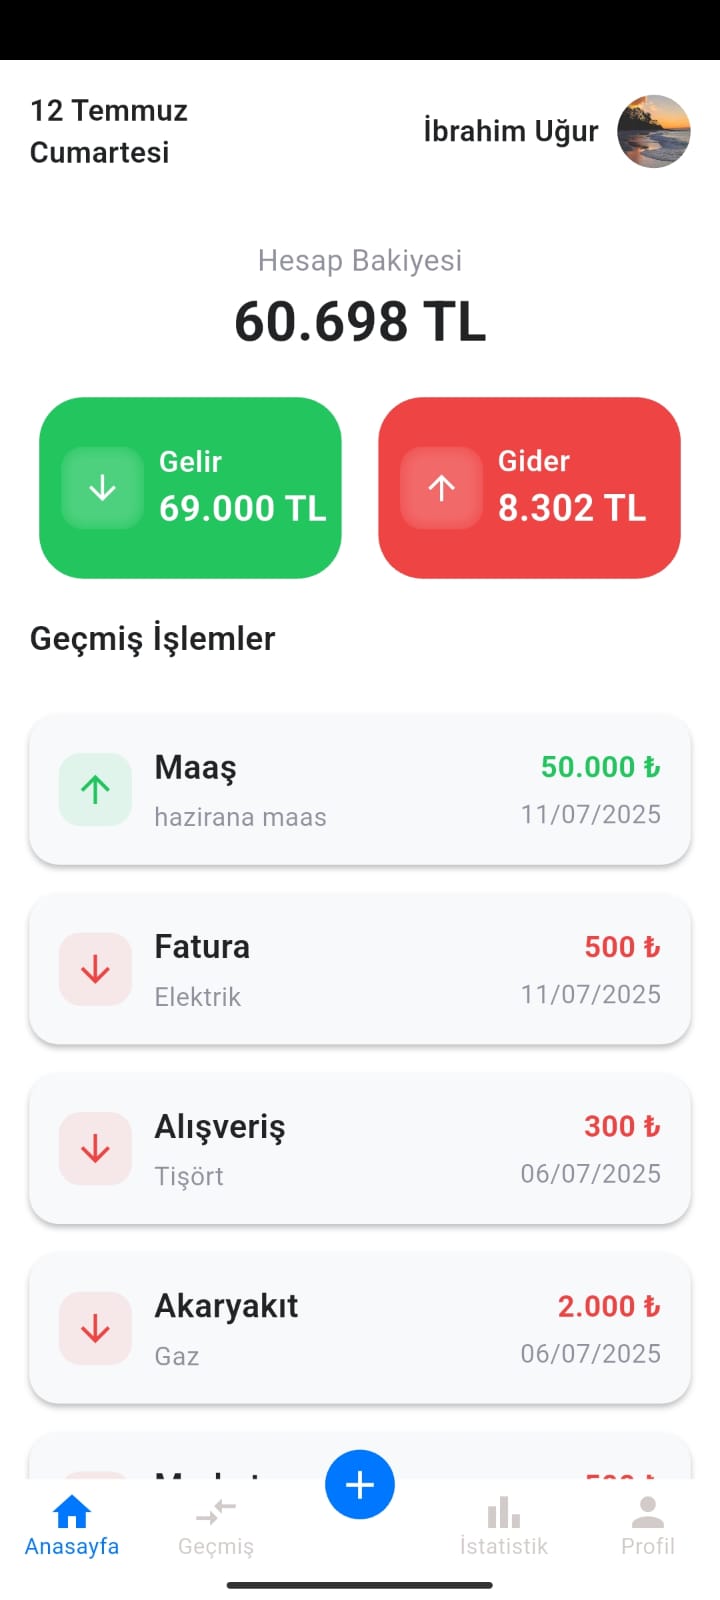 12 Temmuz
Cumartesi
İbrahim Uğur
Hesap Bakiyesi
60.698 TL
Gelir
69.000 TL
Gider
8.302 TL
Geçmiş İşlemler
Maaş
50.000 ₺
hazirana maas
11/07/2025
Fatura
500 ₺
Elektrik
11/07/2025
Alışveriş
300 ₺
Tişört
06/07/2025
Akaryakıt
2.000 ₺
Gaz
06/07/2025
Anasayfa
Geçmiş
İstatistik
Profil